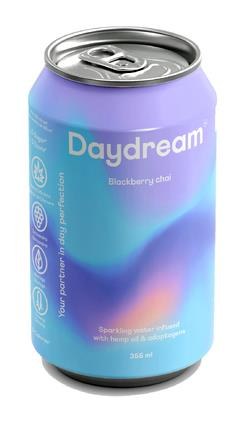 Daydream
Blackberry chai
Your partner in day perfection
Sparkling water infused
with hemp oil & adaptogens
355 ml